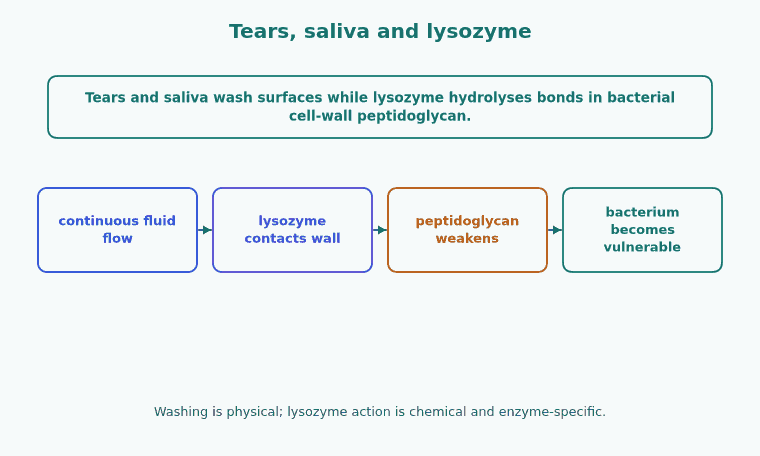 Tears, saliva and lysozyme
Tears and saliva wash surfaces while lysozyme hydrolyses bonds in bacterial
cell-wall peptidoglycan.
continuous fluid
flow
lysozyme
contacts wall
peptidoglycan
weakens
bacterium
becomes
vulnerable
Washing is physical; lysozyme action is chemical and enzyme-specific.